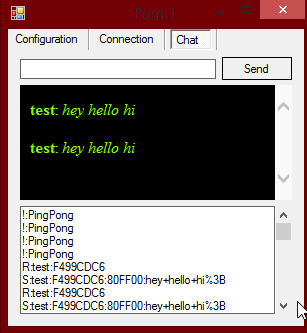 Form1
Configuration
Connection
Chat
Send
test: hey hello hi
test: hey hello hi
!:PingPong
!:PingPong
!:PingPong
!:PingPong
R:test:F499CDC6
S:test:F499CDC6:80FF00:hey+hello+hi%3B
R:test:F499CDC6
S:test:F499CDC6:80FF00:hey+hello+hi%3B